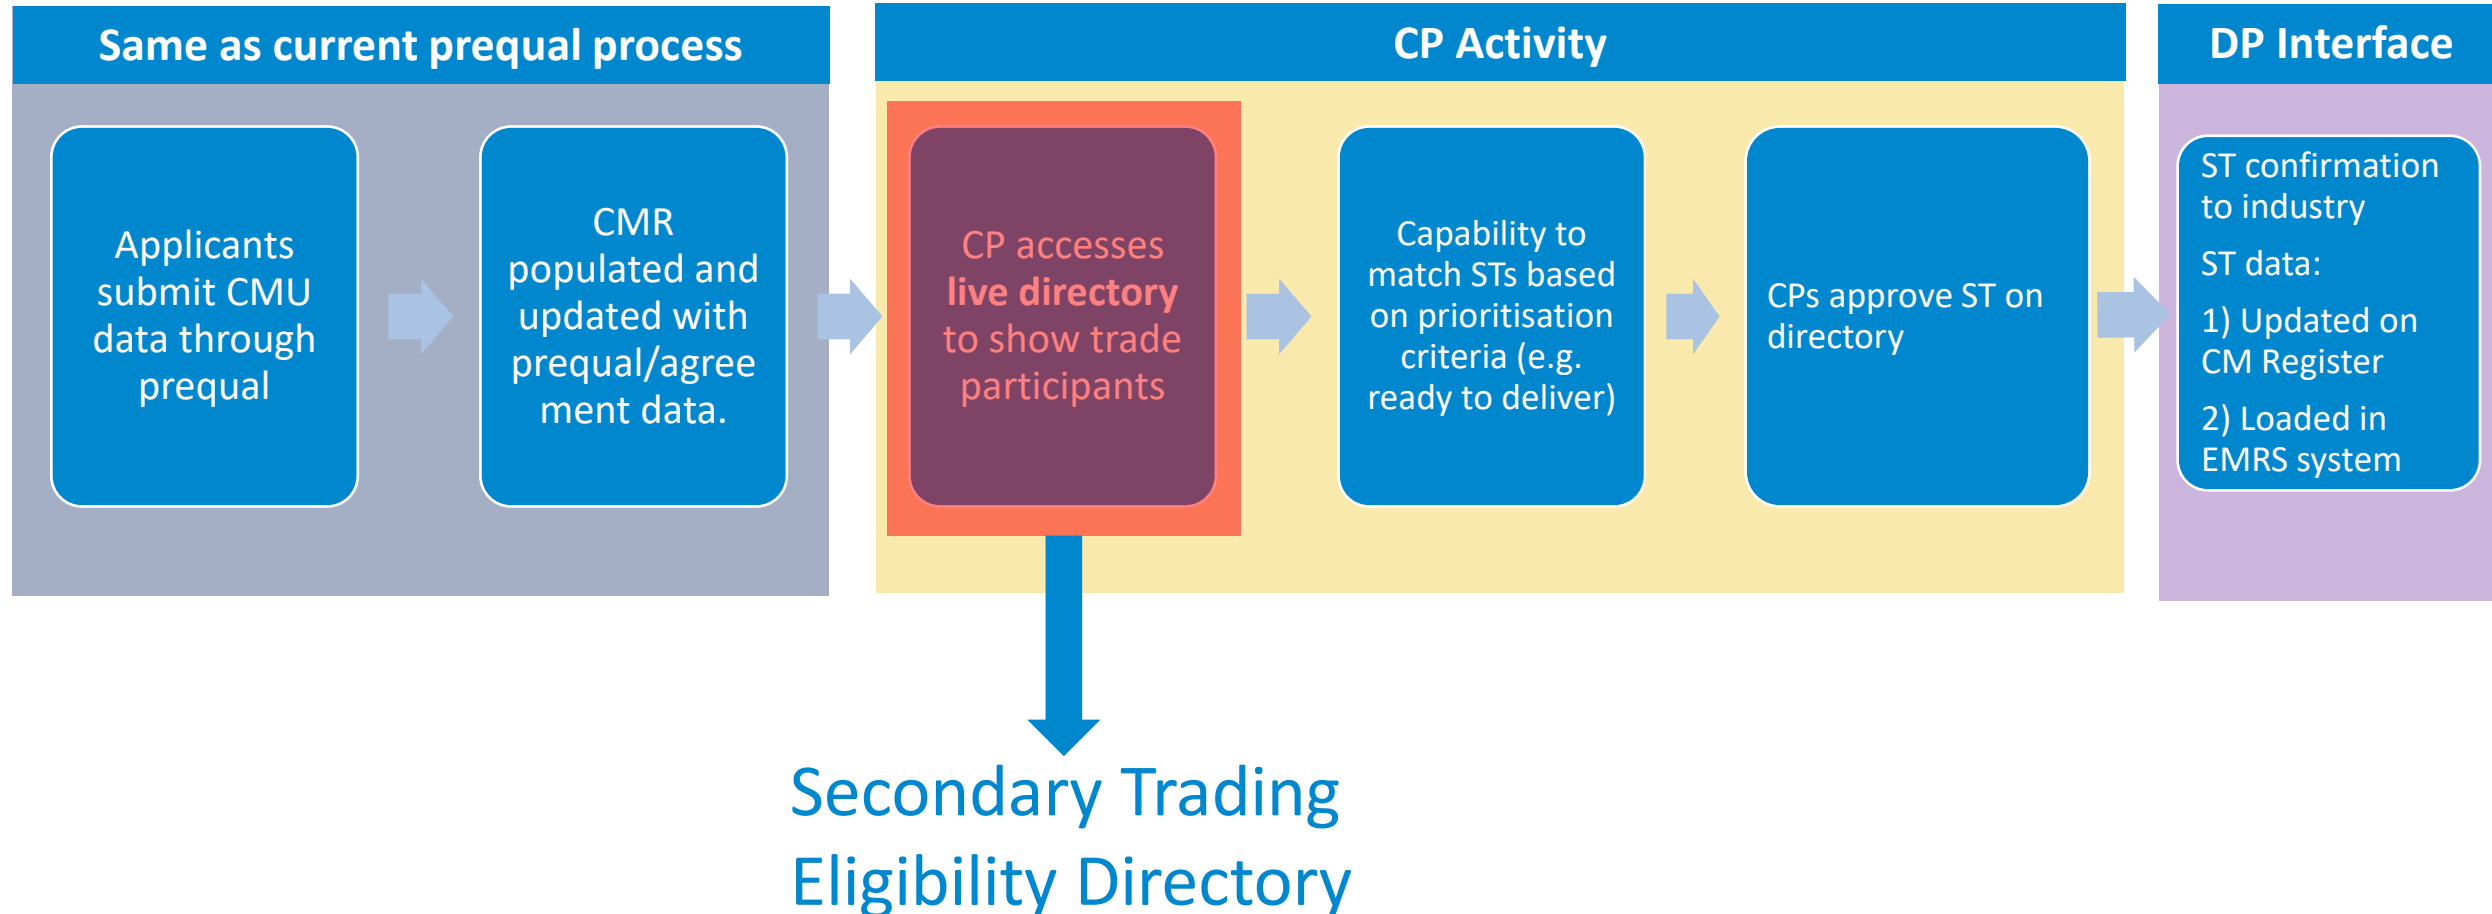 Same as current prequal process
CP Activity
DP Interface
Applicants
submit CMU
data through
prequal
CMR
populated and
updated with
prequal/agree
ment data.
CP accesses
live directory
to show trade
participants
Capability to
match STs based
on prioritisation
criteria (e.g.
ready to deliver)
CPs approve ST on
directory
ST confirmation
to industry
ST data:
1) Updated on
CM Register
2) Loaded in
EMRS system
Secondary Trading
Eligibility Directory